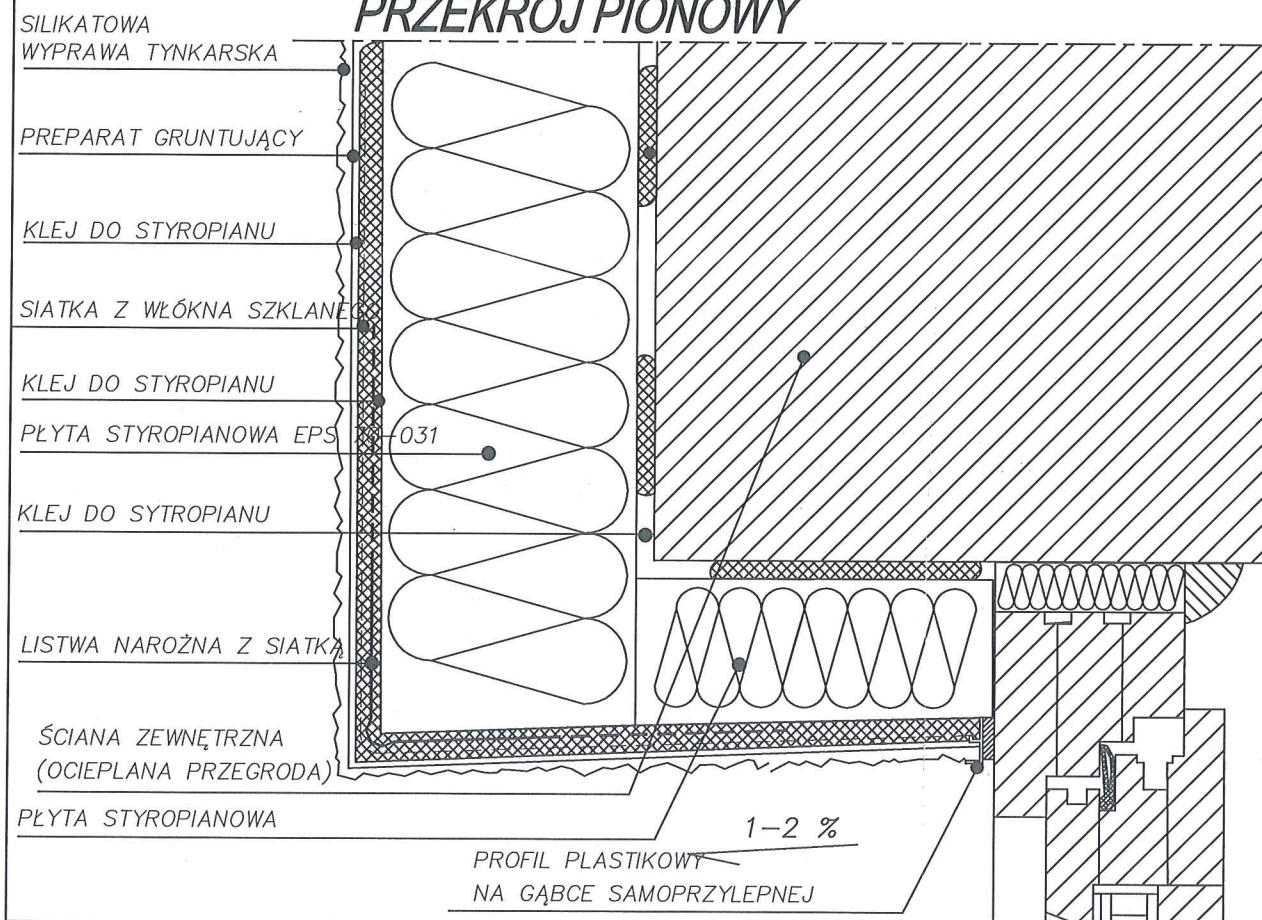 PRZEKRÓJ PIONOWY
SILIKATOWA
WYPRAWA TYNKARSKA
PREPARAT GRUNTUJĄCY
KLEJ DO STYROPIANU
SIATKA Z WŁÓKNA SZKLANEGO
KLEJ DO STYROPIANU
PŁYTA STYROPIANOWA EPS -031
KLEJ DO SYTROPIANU
LISTWA NAROŻNA Z SIATKĄ
ŚCIANA ZEWNĘTRZNA
(OCIEPLANA PRZEGRODA)
PŁYTA STYROPIANOWA
1-2 %
PROFIL PLASTIKOWY
NA GĄBCE SAMOPRZYLEPNEJ